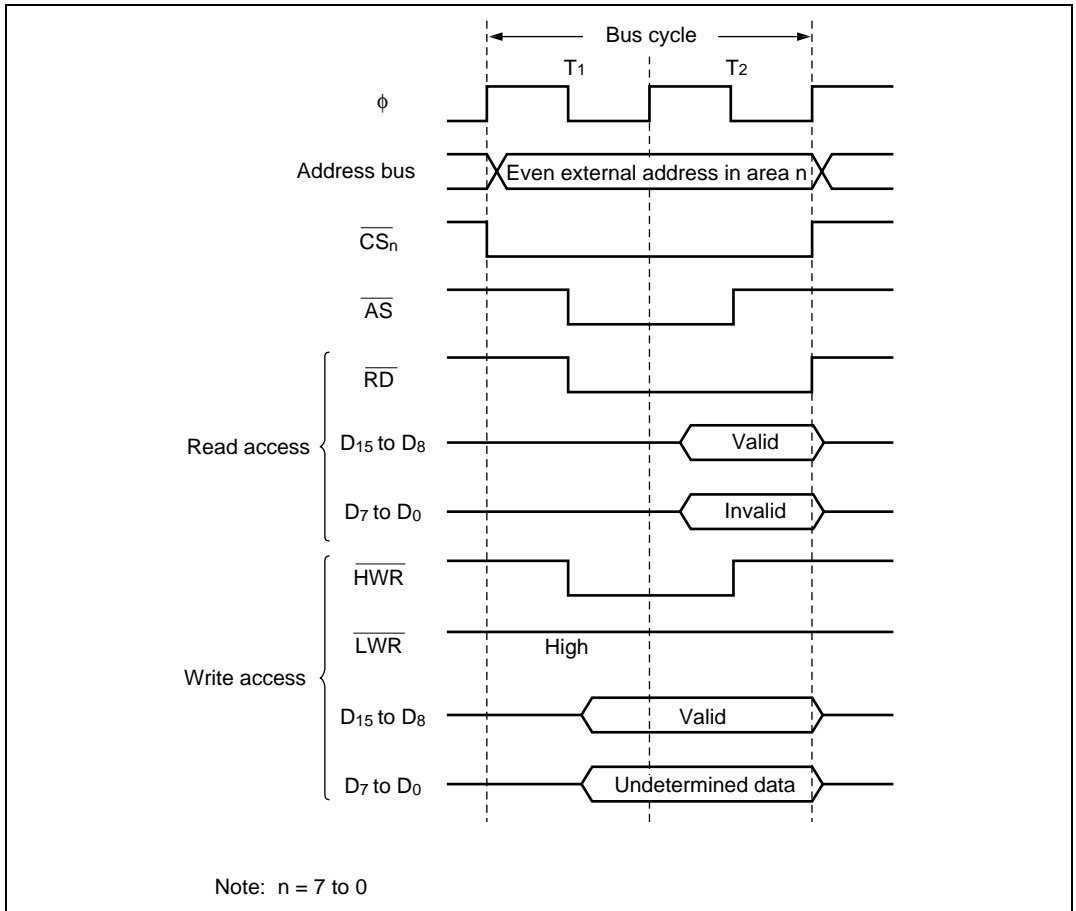 Bus cycle
T1 T2
ϕ
Address bus Even external address in area n
CSn
AS
RD
Read access
D15 to D8 Valid
D7 to D0 Invalid
HWR
LWR High
Write access
D15 to D8 Valid
D7 to D0 Undetermined data
Note: n = 7 to 0